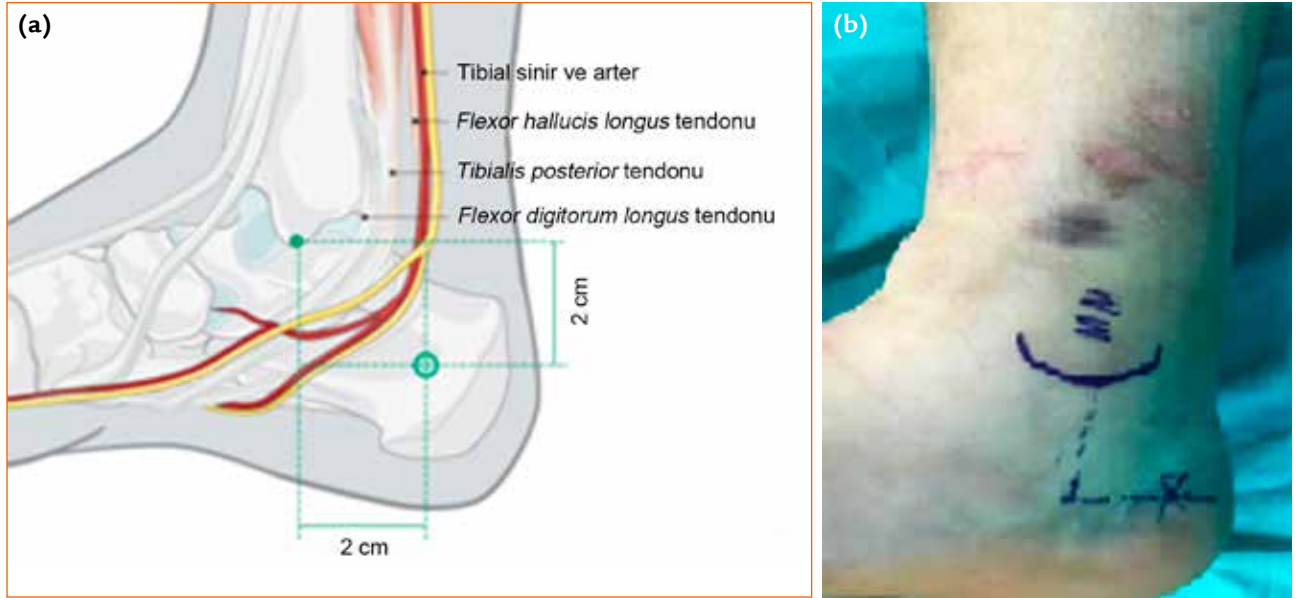 (a)
Tibial sinir ve arter
Flexor hallucis longus tendonu
Tibialis posterior tendonu
Flexor digitorum longus tendonu
2 cm
2 cm
(b)